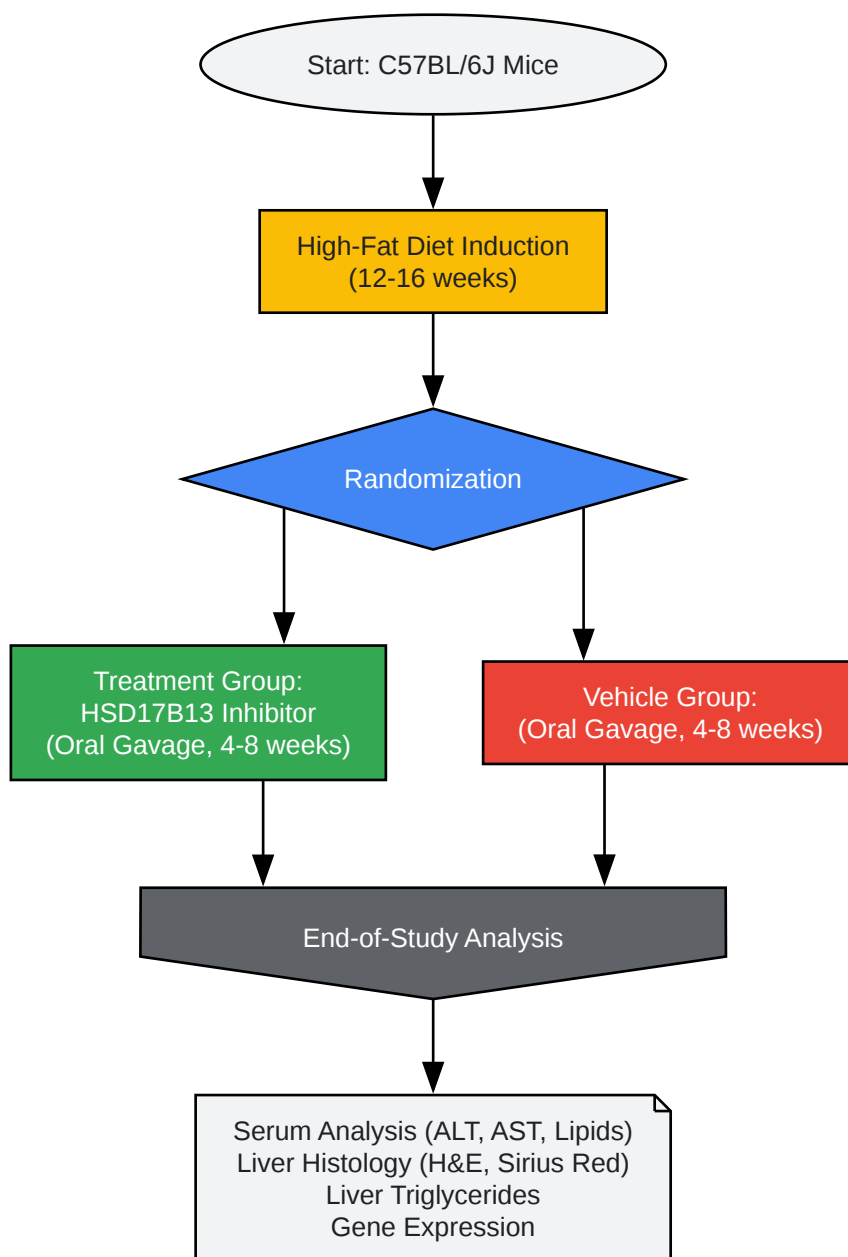 Start: C57BL/6J Mice
High-Fat Diet Induction
(12-16 weeks)
Randomization
Treatment Group:
HSD17B13 Inhibitor
(Oral Gavage, 4-8 weeks)
Vehicle Group:
(Oral Gavage, 4-8 weeks)
End-of-Study Analysis
Serum Analysis (ALT, AST, Lipids)
Liver Histology (H&E, Sirius Red)
Liver Triglycerides
Gene Expression